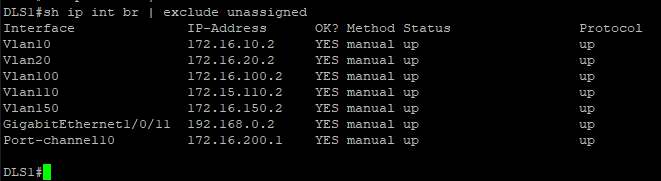 DLS1#sh ip int br | exclude unassigned
Interface              IP-Address      OK? Method Status                Protocol
Vlan10                 172.16.10.2     YES manual up                    up
Vlan20                 172.16.20.2     YES manual up                    up
Vlan100                172.16.100.2    YES manual up                    up
Vlan110                172.15.110.2    YES manual up                    up
Vlan150                172.16.150.2    YES manual up                    up
GigabitEthernet1/0/11  192.168.0.2     YES manual up                    up
Port-channel10         172.16.200.1    YES manual up                    up
DLS1#